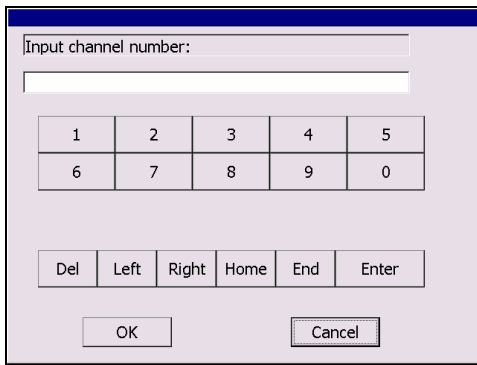 Input channel number:
1 2 3 4 5
6 7 8 9 0
Del Left Right Home End Enter
OK Cancel